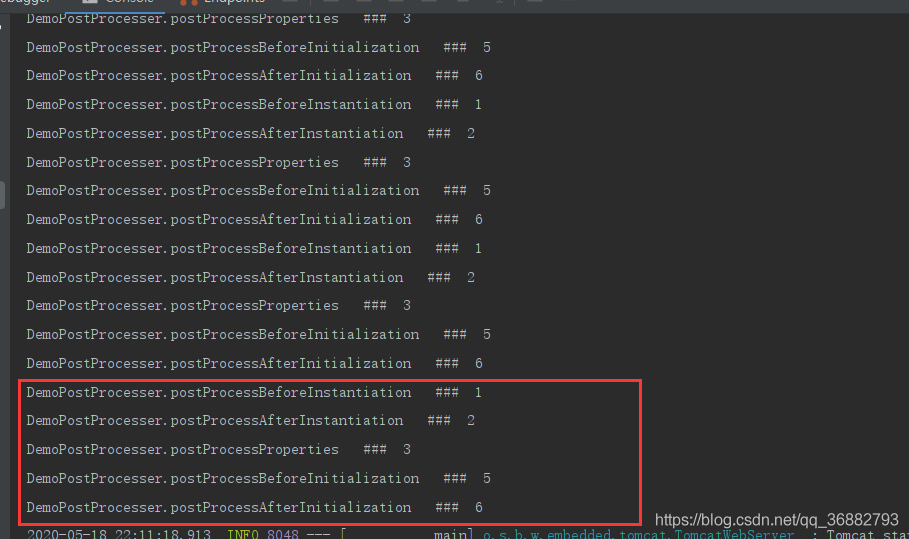 Endpoints
DemoPostProcesser.postProcessProperties ### 3
DemoPostProcesser.postProcessBeforeInitialization ### 5
DemoPostProcesser.postProcessAfterInitialization ### 6
DemoPostProcesser.postProcessBeforeInstantiation ### 1
DemoPostProcesser.postProcessAfterInstantiation ### 2
DemoPostProcesser.postProcessProperties ### 3
DemoPostProcesser.postProcessBeforeInitialization ### 5
DemoPostProcesser.postProcessAfterInitialization ### 6
DemoPostProcesser.postProcessBeforeInstantiation ### 1
DemoPostProcesser.postProcessAfterInstantiation ### 2
DemoPostProcesser.postProcessProperties ### 3
DemoPostProcesser.postProcessBeforeInitialization ### 5
DemoPostProcesser.postProcessAfterInitialization ### 6
DemoPostProcesser.postProcessBeforeInstantiation ### 1
DemoPostProcesser.postProcessAfterInstantiation ### 2
DemoPostProcesser.postProcessProperties ### 3
DemoPostProcesser.postProcessBeforeInitialization ### 5
DemoPostProcesser.postProcessAfterInitialization ### 6
https://blog.csdn.net/qq_36882793
2020-05-18 22:11:18.913 INFO 8048 --- [ main] o.s.b.w.embedded.tomcat.TomcatWebServer : Tomcat sta